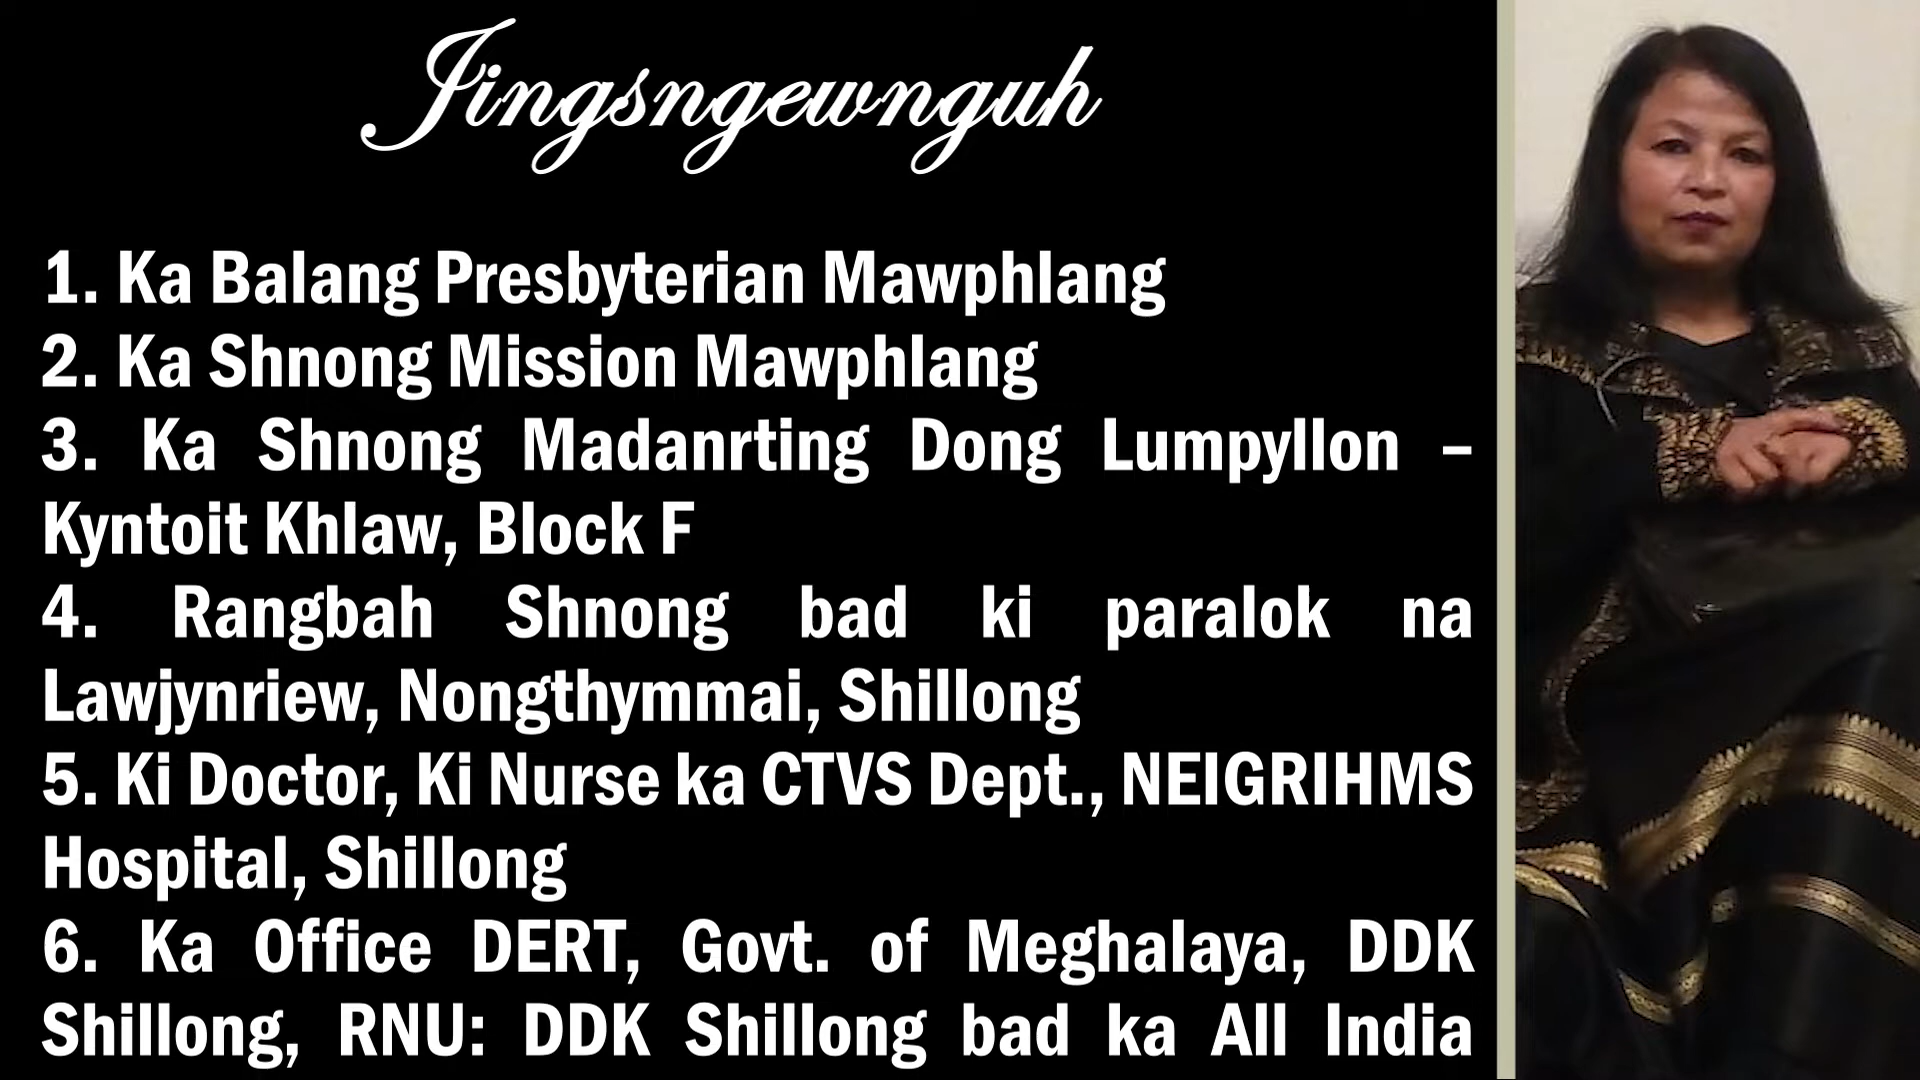 Jingsngewnguh
1. Ka Balang Presbyterian Mawphlang
2. Ka Shnong Mission Mawphlang
3. Ka Shnong Madanrting Dong Lumpyllon –
Kyntoit Khlaw, Block F
4. Rangbah Shnong bad ki paralok na
Lawjynriew, Nongthymmai, Shillong
5. Ki Doctor, Ki Nurse ka CTVS Dept., NEIGRIHMS
Hospital, Shillong
6. Ka Office DERT, Govt. of Meghalaya, DDK
Shillong, RNU: DDK Shillong bad ka All India